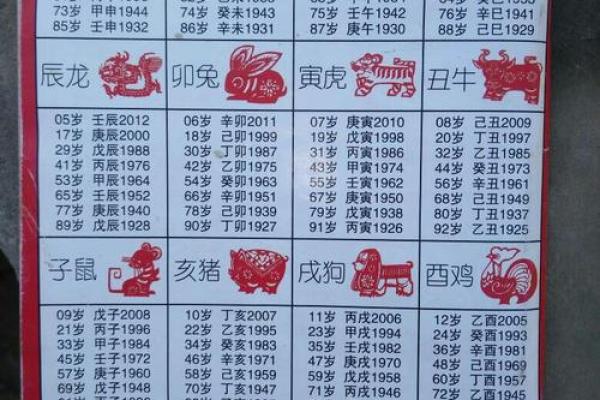 73岁 甲申1944
85岁 壬申1932
74岁 癸未1943
86岁 辛未1931
75岁 壬午1942
87岁 庚午1930
76岁 辛巳1941
88岁 己巳1929
辰龙
05岁 壬辰2012
17岁 庚辰2000
29岁 戊辰1988
41岁 丙辰1976
53岁 甲辰1964
65岁 壬辰1952
77岁 庚辰1940
89岁 戊辰1928
卯兔
06岁 辛卯2011
18岁 己卯1999
30岁 丁卯1987
42岁 乙卯1975
54岁 癸卯1963
66岁 辛卯1951
78岁 己卯1939
90岁 丁卯1927
寅虎
07岁 庚寅2010
19岁 戊寅1998
31岁 丙寅1986
43岁 甲寅1974
55岁 壬寅1962
67岁 庚寅1950
79岁 戊寅1938
91岁 丙寅1926
丑牛
08岁 己丑2009
20岁 丁丑1997
32岁 乙丑1985
44岁 癸丑1973
56岁 辛丑1961
68岁 己丑1949
80岁 丁丑1937
92岁 乙丑1925
子鼠
09岁 戊子2008
21岁 丙子1996
33岁 甲子1984
45岁 壬子1972
57岁 庚子1960
69岁 戊子1948
亥猪
10岁 丁亥2007
22岁 乙亥1995
34岁 癸亥1983
46岁 辛亥1971
58岁 己亥1959
70岁 丁亥1947
戌狗
11岁 丙戌2006
23岁 甲戌1994
35岁 壬戌1982
47岁 庚戌1970
59岁 戊戌1958
71岁 丙戌1946
酉鸡
12岁 乙酉2005
24岁 癸酉1993
36岁 辛酉1981
48岁 己酉1969
60岁 丁酉1957
72岁 乙酉1945